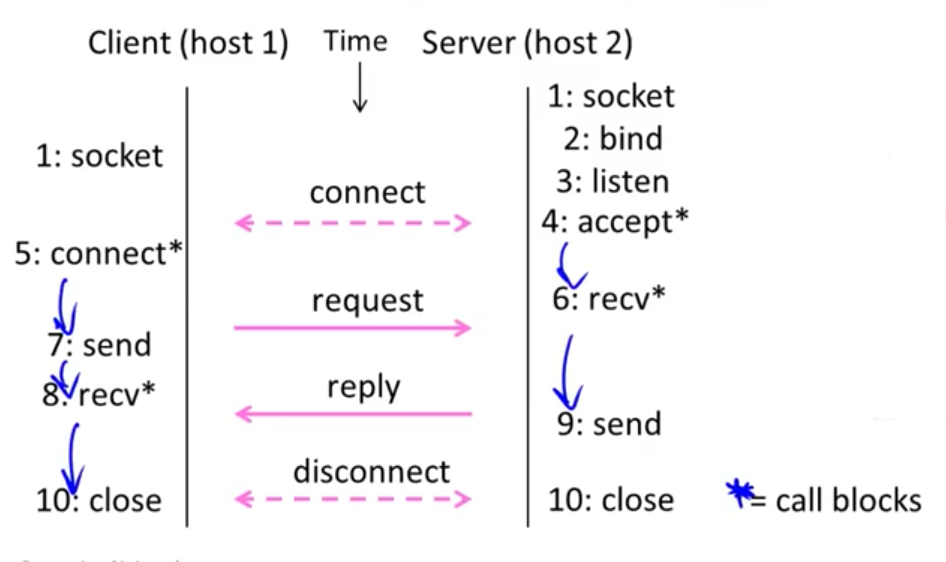 Client (host 1) Time Server (host 2)
1: socket
2: bind
1: socket
3: listen
connect
4: accept*
5: connect*
request
6: recv*
7: send
reply
8: recv*
9: send
disconnect
10: close
10: close
*= call blocks